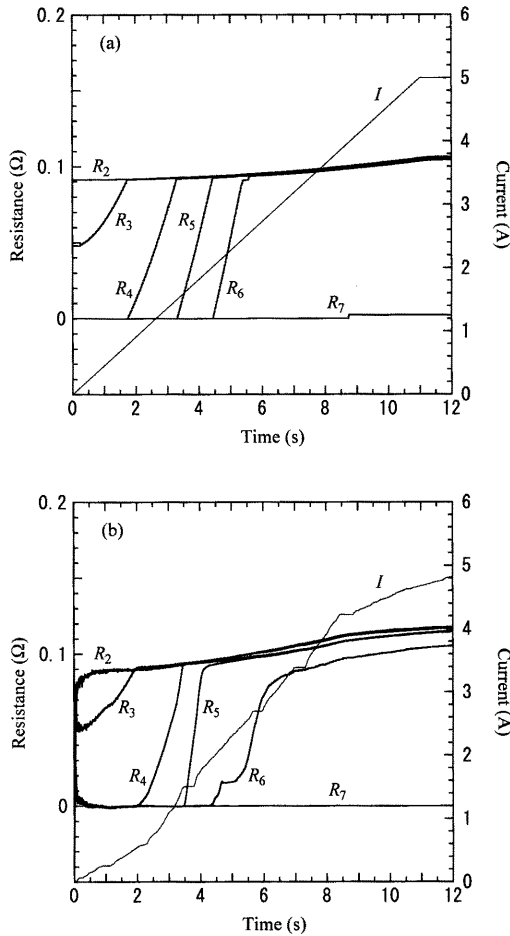 (a)
0.2
0.1
0
Resistance (Ω)
6
5
4
3
2
1
0
Current (A)
I
R2
R3
R4
R5
R6
R7
0 2 4 6 8 10 12
Time (s)
(b)
0.2
0.1
0
Resistance (Ω)
6
5
4
3
2
1
0
Current (A)
I
R2
R3
R4
R5
R6
R7
0 2 4 6 8 10 12
Time (s)